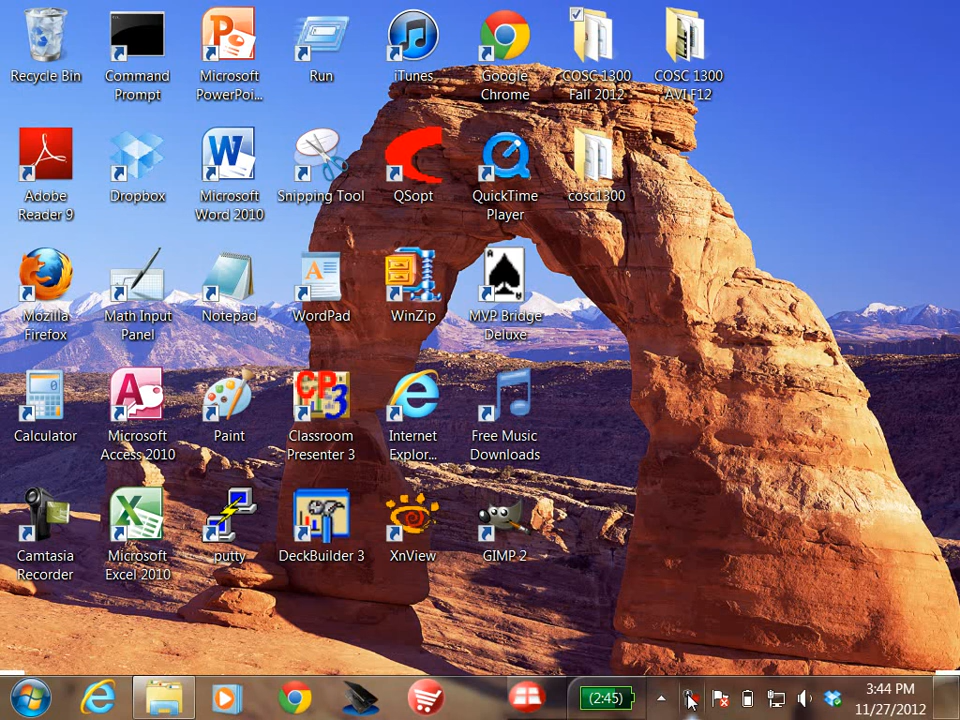 Recycle Bin
Command
Prompt
Microsoft
PowerPoi...
Run
iTunes
Google
Chrome
COSC 1300
Fall 2012
COSC 1300
AVI F12
Adobe
Reader 9
Dropbox
Microsoft
Word 2010
Snipping Tool
QSopt
QuickTime
Player
cosc1300
Mozilla
Firefox
Math Input
Panel
Notepad
WordPad
WinZip
MVP Bridge
Deluxe
Calculator
Microsoft
Access 2010
Paint
Classroom
Presenter 3
Internet
Explor...
Free Music
Downloads
Camtasia
Recorder
Microsoft
Excel 2010
putty
DeckBuilder 3
XnView
GIMP 2
(2:45)
3:44 PM
11/27/2012